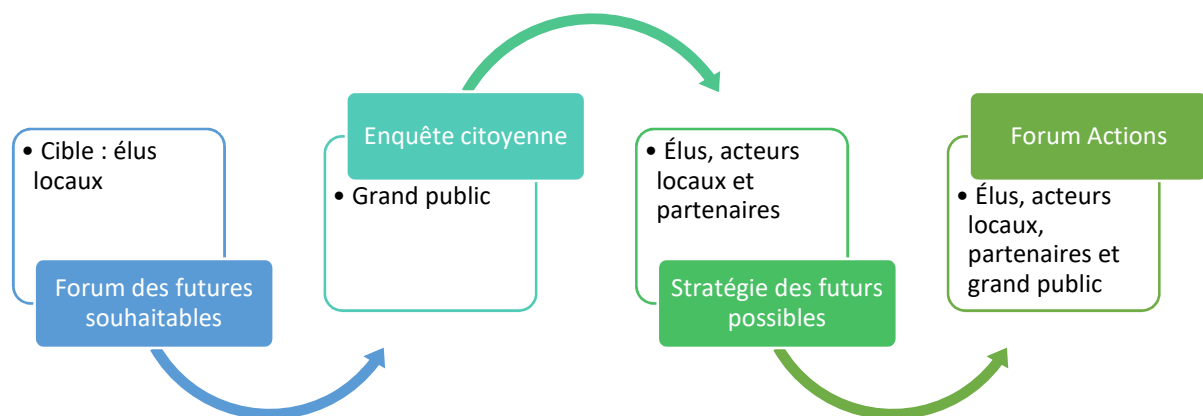 • Cible : élus
locaux
Forum des futures
souhaitables
Enquête citoyenne
• Grand public
• Élus, acteurs
locaux et
partenaires
Stratégie des futurs
possibles
Forum Actions
• Élus, acteurs
locaux,
partenaires et
grand public